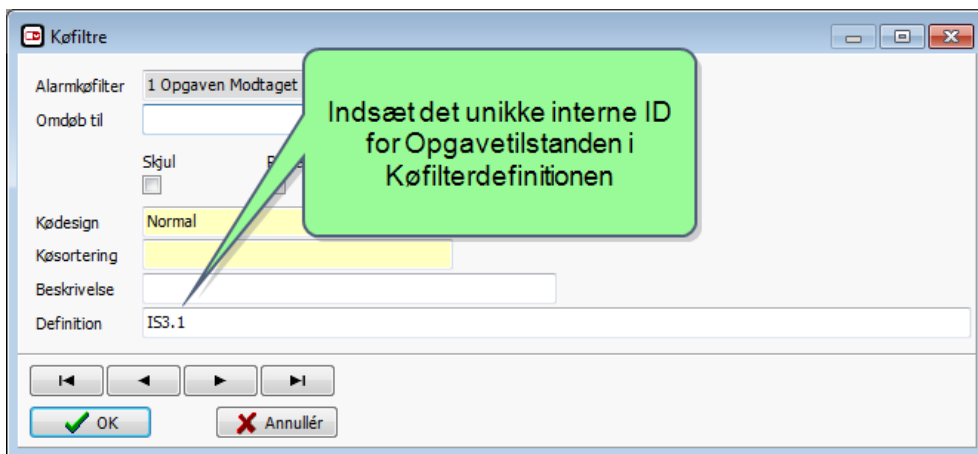 Køfiltre
Alarmkøfilter 1 Opgaven Modtaget
Omdøb til
Indsæt det unikke interne ID
for Opgavetilstanden i
Køfilterdefinitionen
Skjul
Kødesign Normal
Køsortering
Beskrivelse
Definition IS3.1
OK Annullér